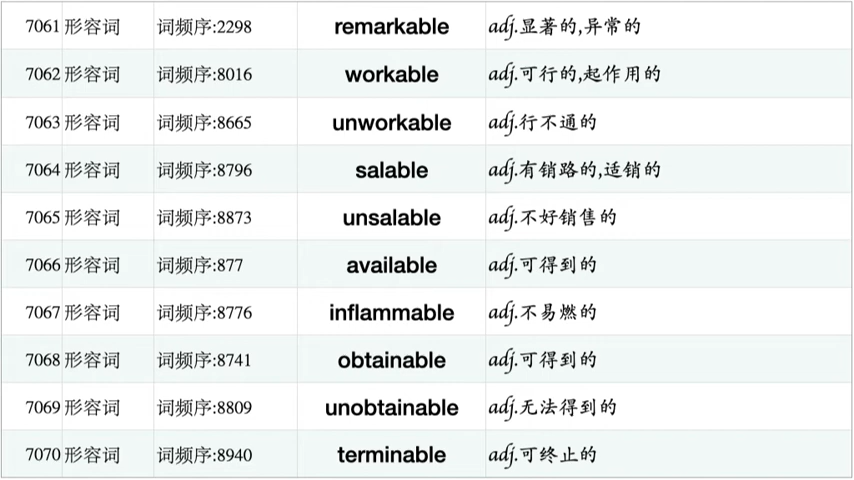 7061 形容词 词频序:2298 remarkable adj.显著的,异常的
7062 形容词 词频序:8016 workable adj.可行的,起作用的
7063 形容词 词频序:8665 unworkable adj.行不通的
7064 形容词 词频序:8796 salable adj.有销路的,适销的
7065 形容词 词频序:8873 unsalable adj.不好销售的
7066 形容词 词频序:877 available adj.可得到的
7067 形容词 词频序:8776 inflammable adj.不易燃的
7068 形容词 词频序:8741 obtainable adj.可得到的
7069 形容词 词频序:8809 unobtainable adj.无法得到的
7070 形容词 词频序:8940 terminable adj.可终止的